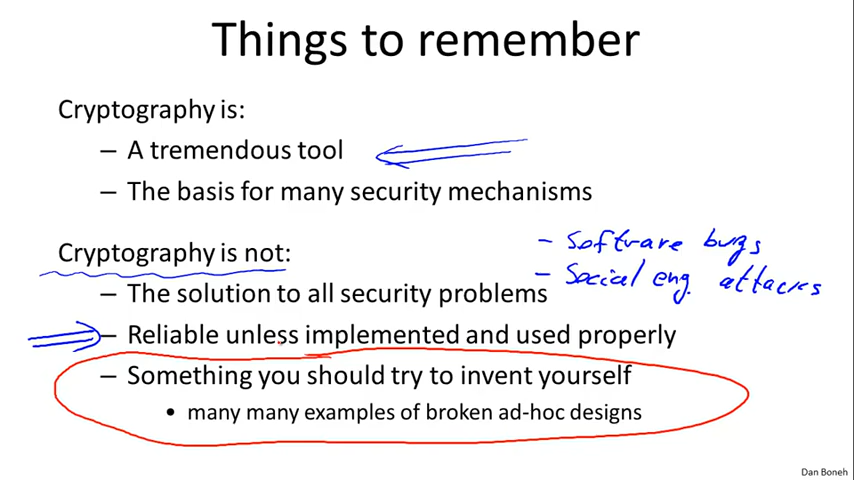 Things to remember
Cryptography is:
– A tremendous tool
– The basis for many security mechanisms
– Software bugs
Cryptography is not:
– Social eng. attacks
– The solution to all security problems
– Reliable unless implemented and used properly
– Something you should try to invent yourself
• many many examples of broken ad-hoc designs
Dan Boneh